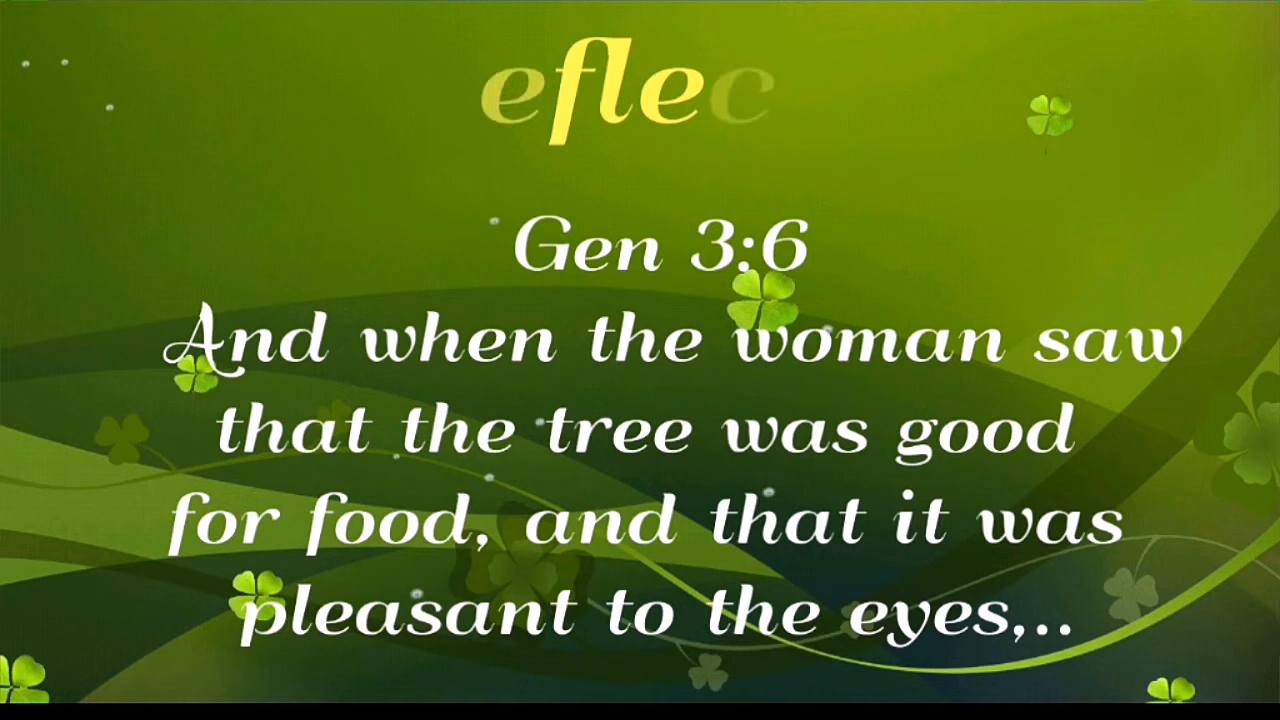 eflec
Gen 3:6
And when the woman saw
that the tree was good
for food, and that it was
pleasant to the eyes,..